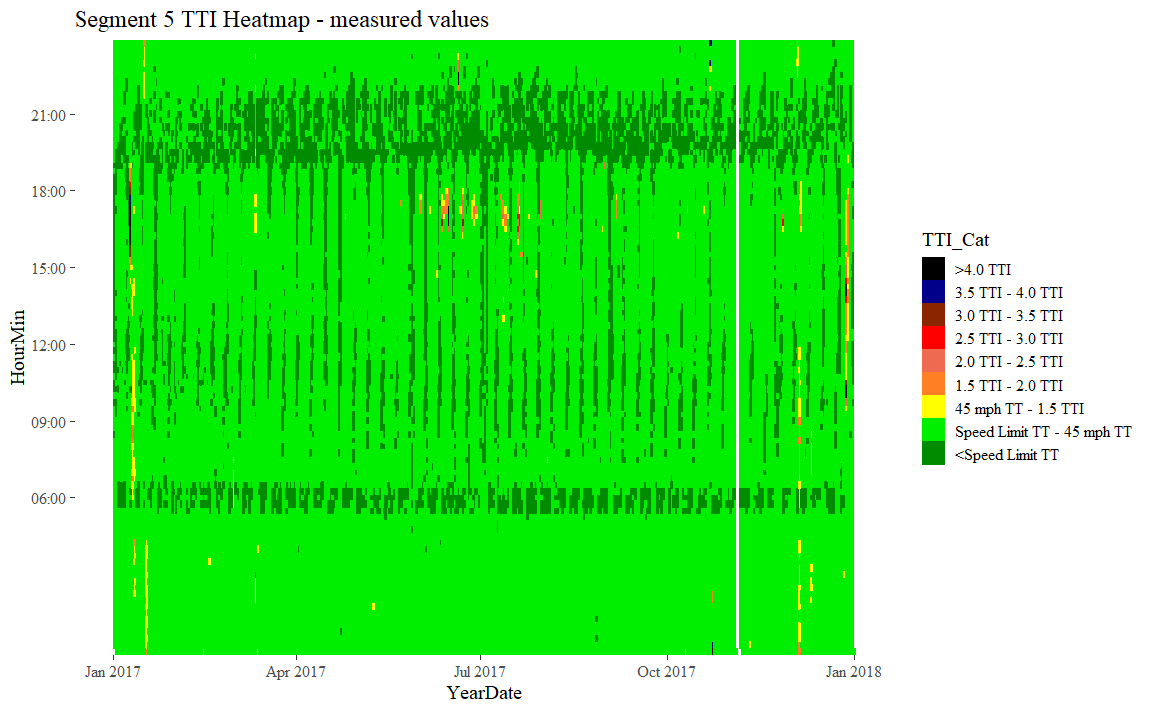 Segment 5 TTI Heatmap - measured values
21:00
18:00
15:00
12:00
09:00
06:00
HourMin
Jan 2017
Apr 2017
Jul 2017
Oct 2017
Jan 2018
YearDate
TTI_Cat
>4.0 TTI
3.5 TTI - 4.0 TTI
3.0 TTI - 3.5 TTI
2.5 TTI - 3.0 TTI
2.0 TTI - 2.5 TTI
1.5 TTI - 2.0 TTI
45 mph TT - 1.5 TTI
Speed Limit TT - 45 mph TT
<Speed Limit TT